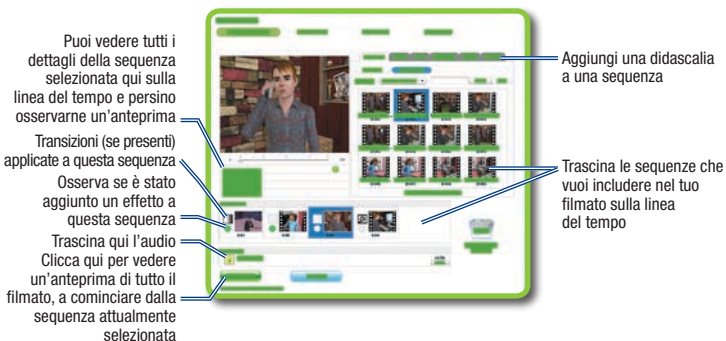 Puoi vedere tutti i
dettagli della sequenza
selezionata qui sulla
linea del tempo e persino
osservarne un'anteprima
Transizioni (se presenti)
applicate a questa sequenza
Osserva se è stato
aggiunto un effetto a
questa sequenza
Trascina qui l'audio
Clicca qui per vedere
un'anteprima di tutto il
filmato, a cominciare dalla
sequenza attualmente
selezionata
Aggiungi una didascalia
a una sequenza
Trascina le sequenze che
vuoi includere nel tuo
filmato sulla linea
del tempo